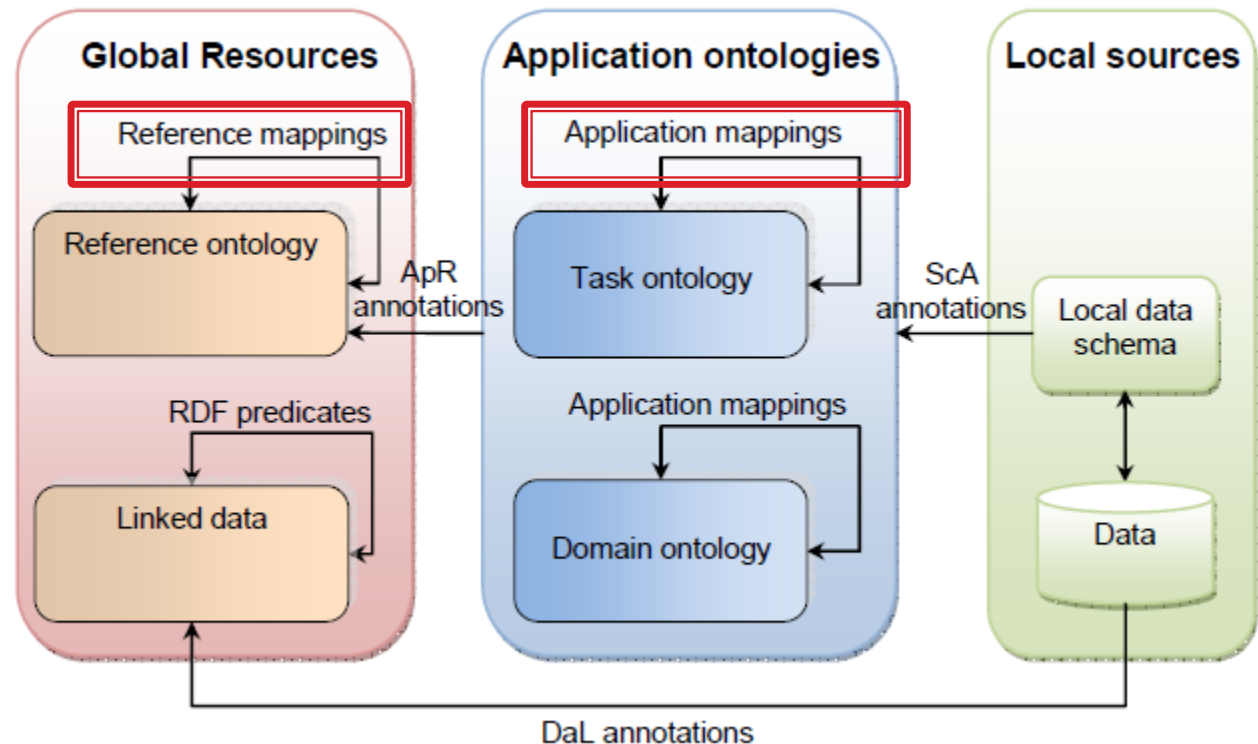 Global Resources
Reference mappings
Reference ontology
RDF predicates
Linked data
ApR
annotations
Application ontologies
Application mappings
Task ontology
Application mappings
Domain ontology
ScA
annotations
Local sources
Local data
schema
Data
DaL annotations